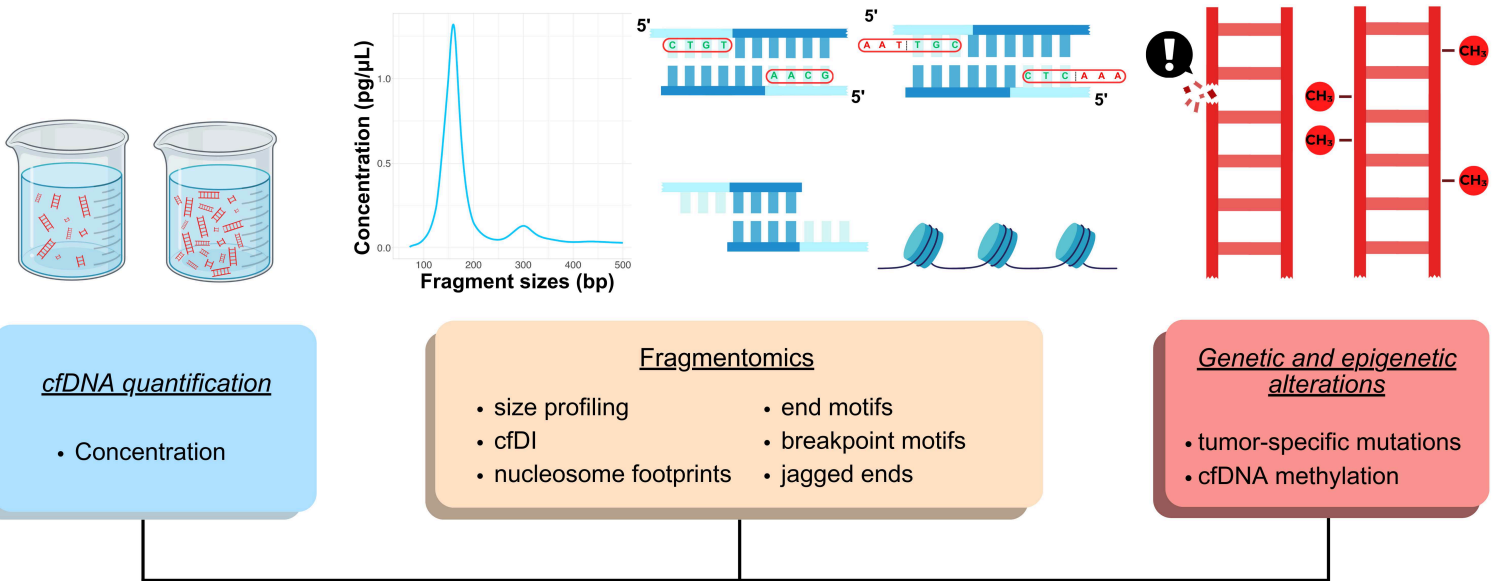 Concentration (pg/µL)
1.0
0.5
0.0
100
200
300
400
500
Fragment sizes (bp)
5'
C T G T
A A C G
5'
5'
A A T T G C
C T C A A A
5'
!
CH₃
CH₃
CH₃
CH₃
cfDNA quantification
• Concentration
Fragmentomics
• size profiling
• cfDI
• nucleosome footprints
• end motifs
• breakpoint motifs
• jagged ends
Genetic and epigenetic
alterations
• tumor-specific mutations
• cfDNA methylation